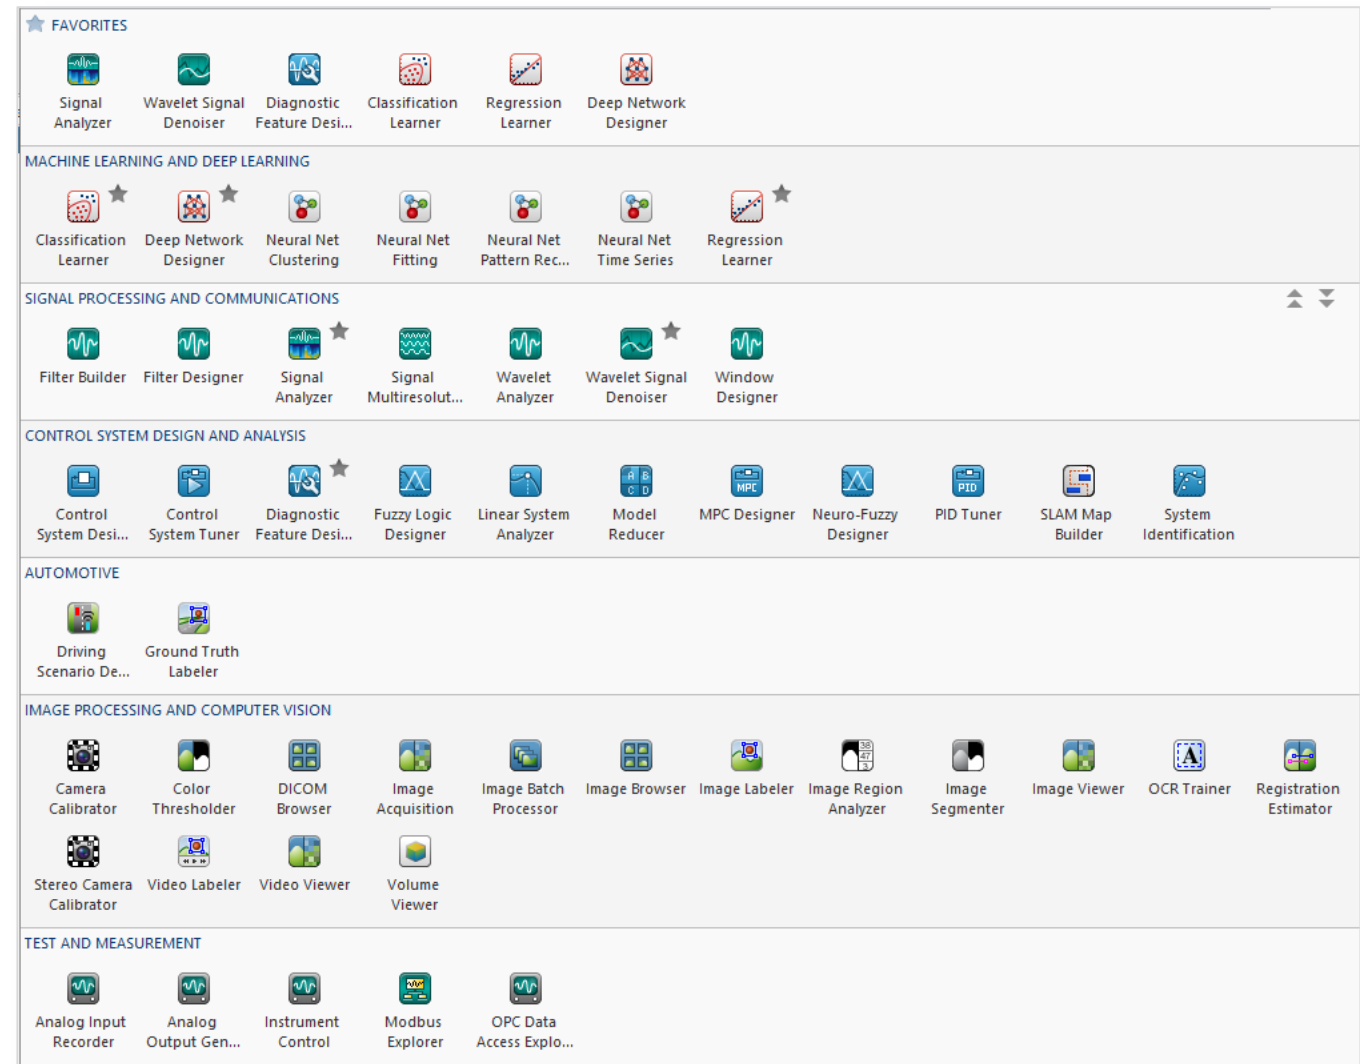 FAVORITES
Signal Wavelet Signal Diagnostic Classification Regression Deep Network
Analyzer Denoiser Feature Desi... Learner Learner Designer
MACHINE LEARNING AND DEEP LEARNING
Classification Deep Network Neural Net Neural Net Neural Net Neural Net Regression
Learner Designer Clustering Fitting Pattern Rec... Time Series Learner
SIGNAL PROCESSING AND COMMUNICATIONS
Filter Builder Filter Designer Signal Signal Wavelet Wavelet Signal Window
Analyzer Multiresolut... Analyzer Denoiser Designer
CONTROL SYSTEM DESIGN AND ANALYSIS
A B
C D
MPC
PID
Control Control Diagnostic Fuzzy Logic Linear System Model MPC Designer Neuro-Fuzzy PID Tuner SLAM Map System
System Desi... System Tuner Feature Desi... Designer Analyzer Reducer Designer Builder Identification
AUTOMOTIVE
Driving Ground Truth
Scenario De... Labeler
IMAGE PROCESSING AND COMPUTER VISION
38
47
3
A
Camera Color DICOM Image Image Batch Image Browser Image Labeler Image Region Image Image Viewer OCR Trainer Registration
Calibrator Thresholder Browser Acquisition Processor Analyzer Segmenter Estimator
Stereo Camera Video Labeler Video Viewer Volume
Calibrator Viewer
TEST AND MEASUREMENT
Analog Input Analog Instrument Modbus OPC Data
Recorder Output Gen... Control Explorer Access Explo...